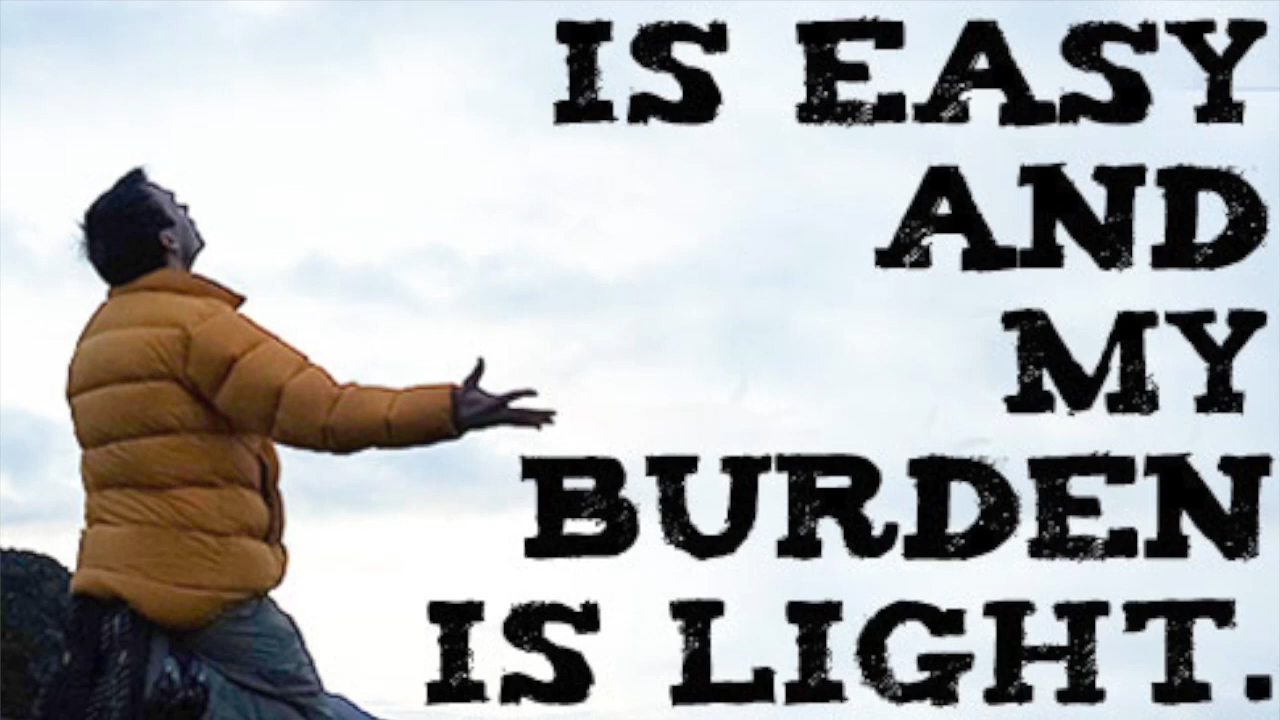 IS EASY
AND
MY
BURDEN
IS LIGHT.